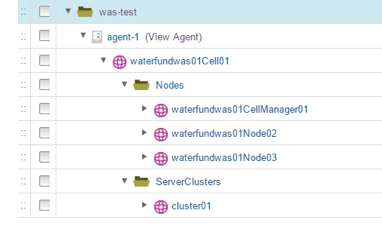 was-test
agent-1 (View Agent)
waterfundwas01Cell01
Nodes
waterfundwas01CellManager01
waterfundwas01Node02
waterfundwas01Node03
ServerClusters
cluster01